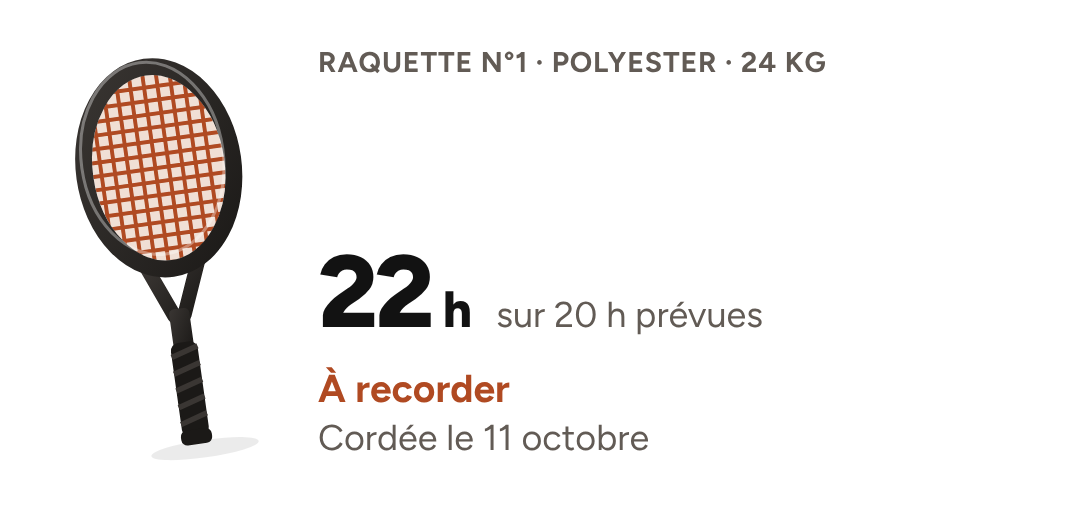 RAQUETTE N°1 · POLYESTER · 24 KG
22 h sur 20 h prévues
À recorder
Cordée le 11 octobre